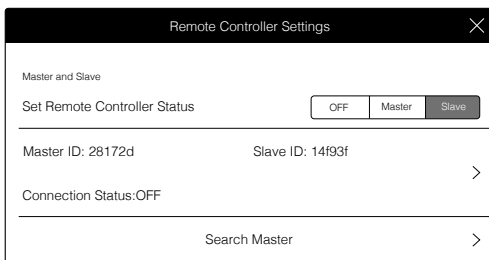 Remote Controller Settings
Master and Slave
Set Remote Controller Status OFF Master Slave
Master ID: 28172d Slave ID: 14f93f
Connection Status:OFF
Search Master